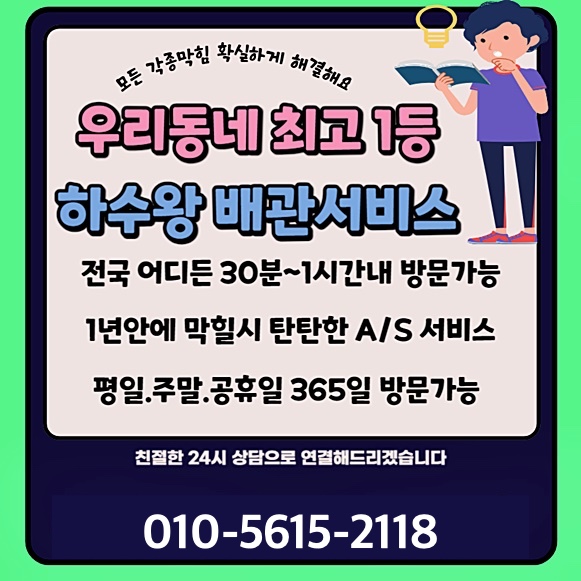 모든 각종막힘 확실하게 해결해요
우리동네 최고 1등
하수왕 배관서비스
전국 어디든 30분~1시간내 방문가능
1년안에 막힐시 탄탄한 A/S 서비스
평일.주말.공휴일 365일 방문가능
친절한 24시 상담으로 연결해드리겠습니다
010-5615-2118